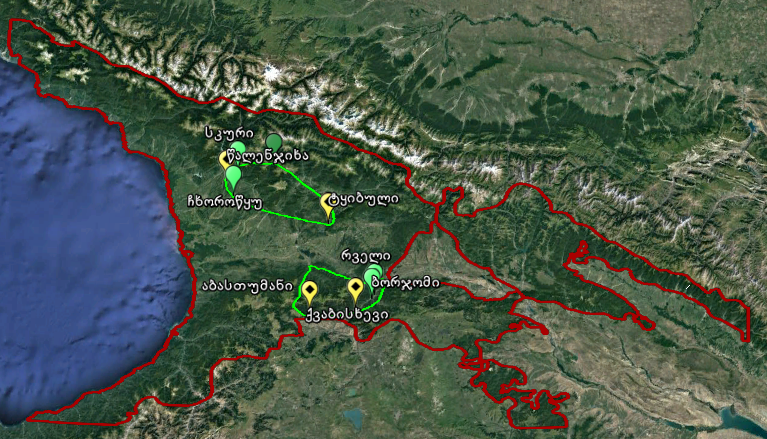 სკური
წალენჯიხა
ჩხოროწყუ
ტყიბული
რველი
აბასთუმანი
ბორჯომი
ქვაბისხევი